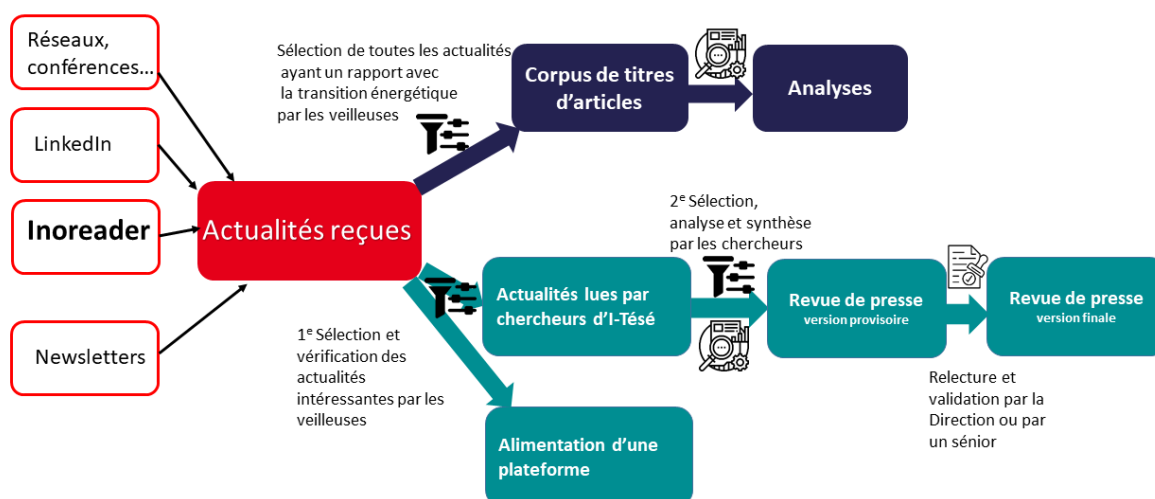 Réseaux,
conférences…
LinkedIn
Inoreader
Newsletters
Actualités reçues
Sélection de toutes les actualités
ayant un rapport avec
la transition énergétique
par les veilleuses
Corpus de titres
d’articles
Analyses
1e Sélection et
vérification des
actualités
intéressantes par les
veilleuses
Actualités lues par
chercheurs d’I-Tésé
2e Sélection,
analyse et synthèse
par les chercheurs
Revue de presse
version provisoire
Revue de presse
version finale
Relecture et
validation par la
Direction ou par
un sénior
Alimentation d’une
plateforme